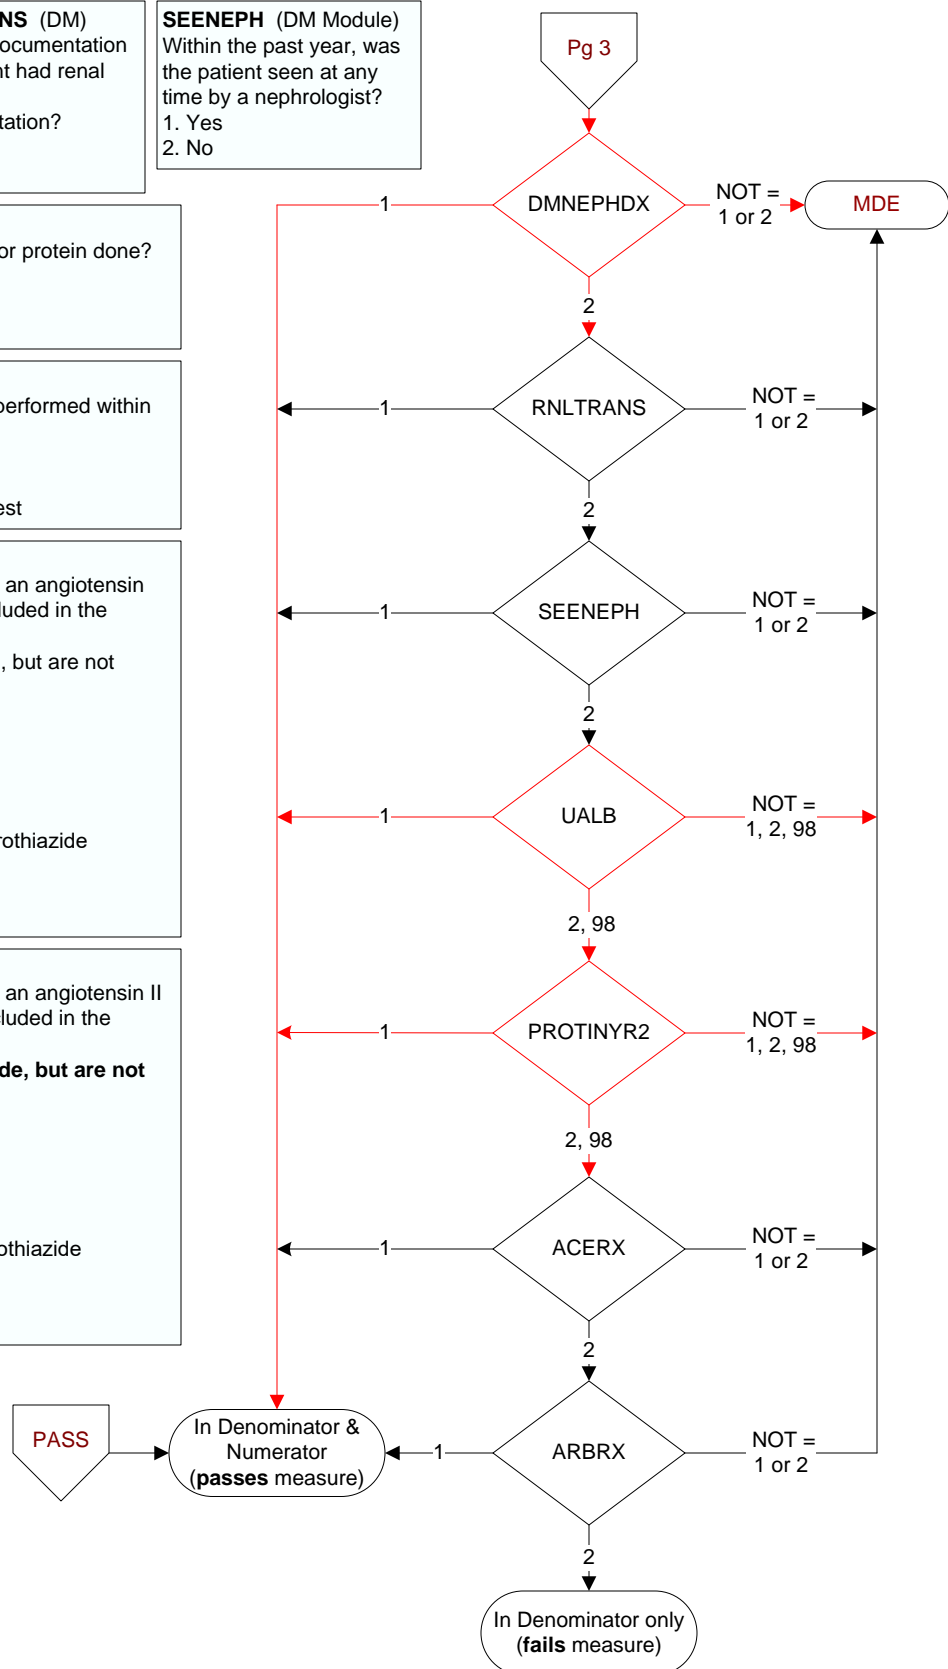 NS (DM)
ocumentation
nt had renal
tation?
SEENEPH (DM Module)
Within the past year, was
the patient seen at any
time by a nephrologist?
1. Yes
2. No
or protein done?
performed within
est
an angiotensin
luded in the
, but are not
rothiazide
an angiotensin II
cluded in the
de, but are not
othiazide
Pg 3
DMNEPHDX
1
NOT =
1 or 2
MDE
2
RNLTRANS
1
NOT =
1 or 2
2
SEENEPH
1
NOT =
1 or 2
2
UALB
1
NOT =
1, 2, 98
2, 98
PROTINYR2
1
NOT =
1, 2, 98
2, 98
ACERX
1
NOT =
1 or 2
2
PASS
In Denominator &
Numerator
(passes measure)
1
ARBRX
NOT =
1 or 2
2
In Denominator only
(fails measure)